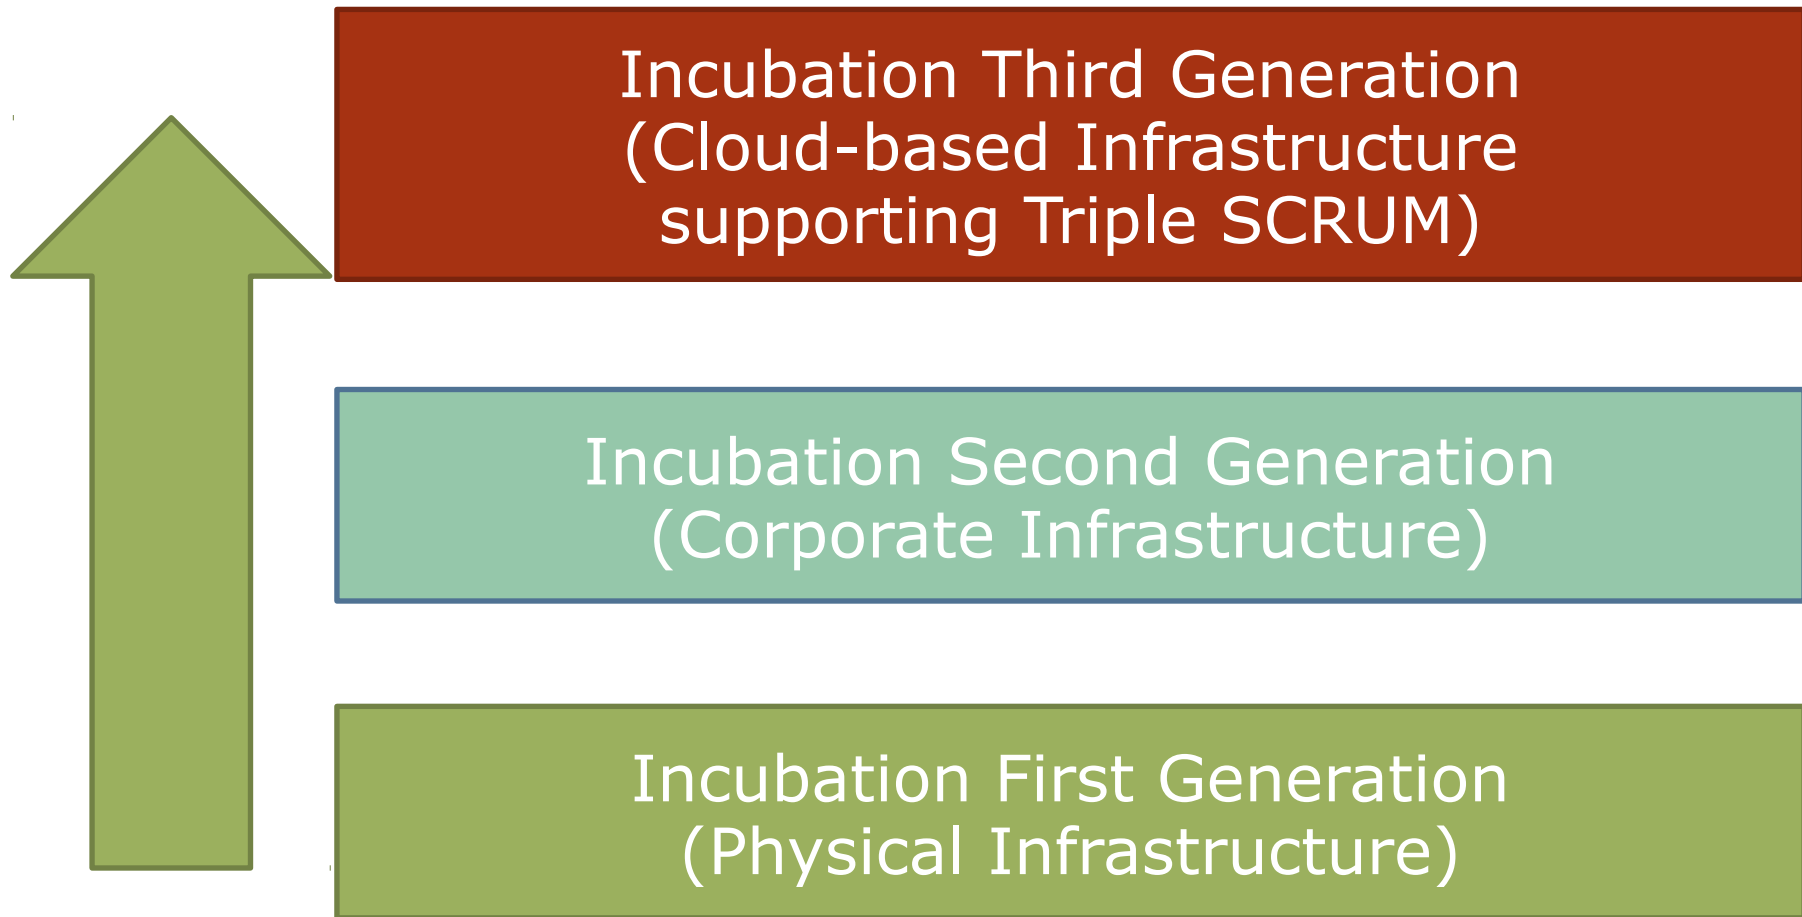 Incubation Third Generation
(Cloud-based Infrastructure
supporting Triple SCRUM)
Incubation Second Generation
(Corporate Infrastructure)
Incubation First Generation
(Physical Infrastructure)